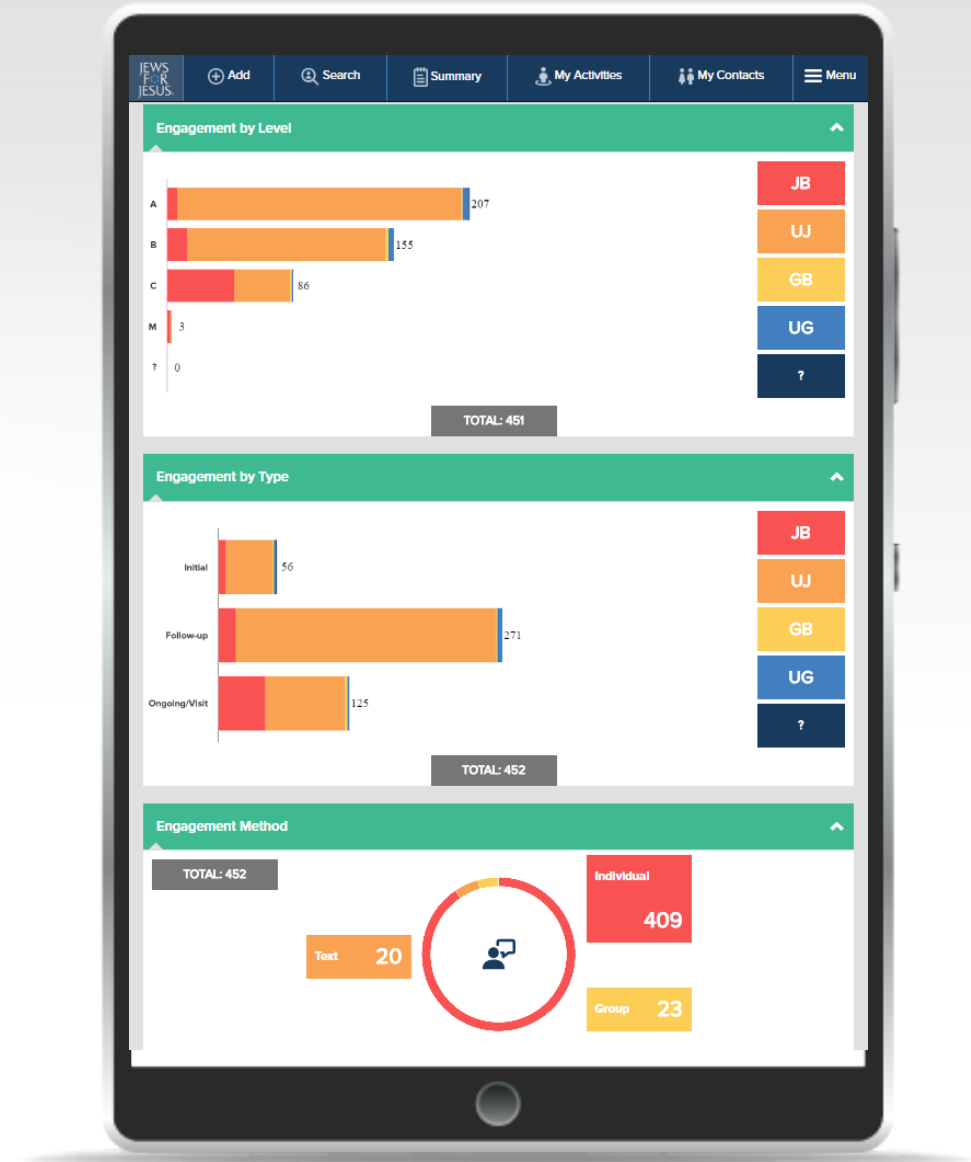 JEWS
FOR
JESUS.
Add
Search
Summary
My Activities
My Contacts
Menu
Engagement by Level
A
207
B
155
C
86
M
3
?
0
JB
UJ
GB
UG
?
TOTAL: 451
Engagement by Type
Initial
56
Follow-up
271
Ongoing/Visit
125
JB
UJ
GB
UG
?
TOTAL: 452
Engagement Method
TOTAL: 452
Individual
409
Text 20
Group 23